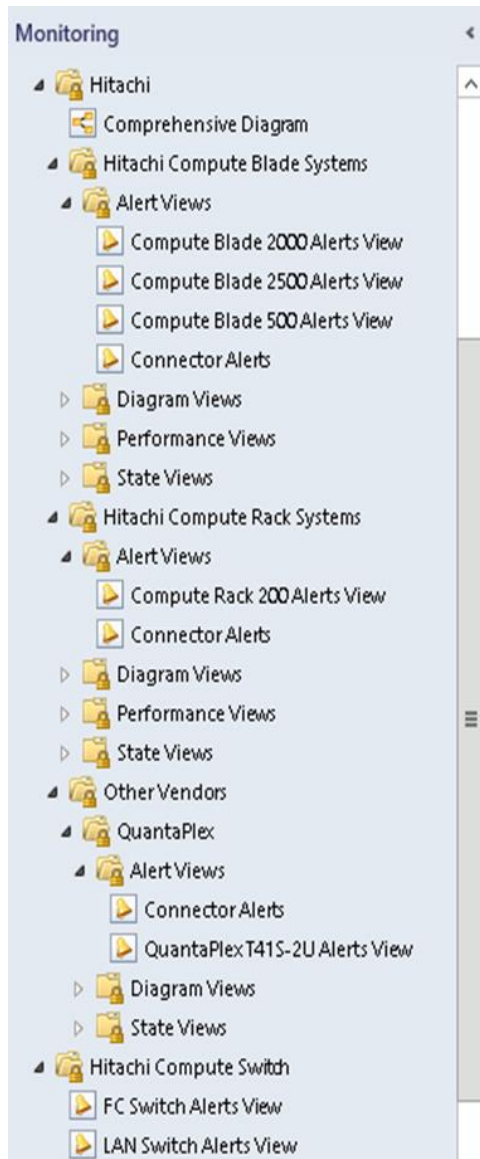 Monitoring
Hitachi
Comprehensive Diagram
Hitachi Compute Blade Systems
Alert Views
Compute Blade 2000 Alerts View
Compute Blade 2500 Alerts View
Compute Blade 500 Alerts View
Connector Alerts
Diagram Views
Performance Views
State Views
Hitachi Compute Rack Systems
Alert Views
Compute Rack 200 Alerts View
Connector Alerts
Diagram Views
Performance Views
State Views
Other Vendors
QuantaPlex
Alert Views
Connector Alerts
QuantaPlex T41S-2U Alerts View
Diagram Views
State Views
Hitachi Compute Switch
FC Switch Alerts View
LAN Switch Alerts View